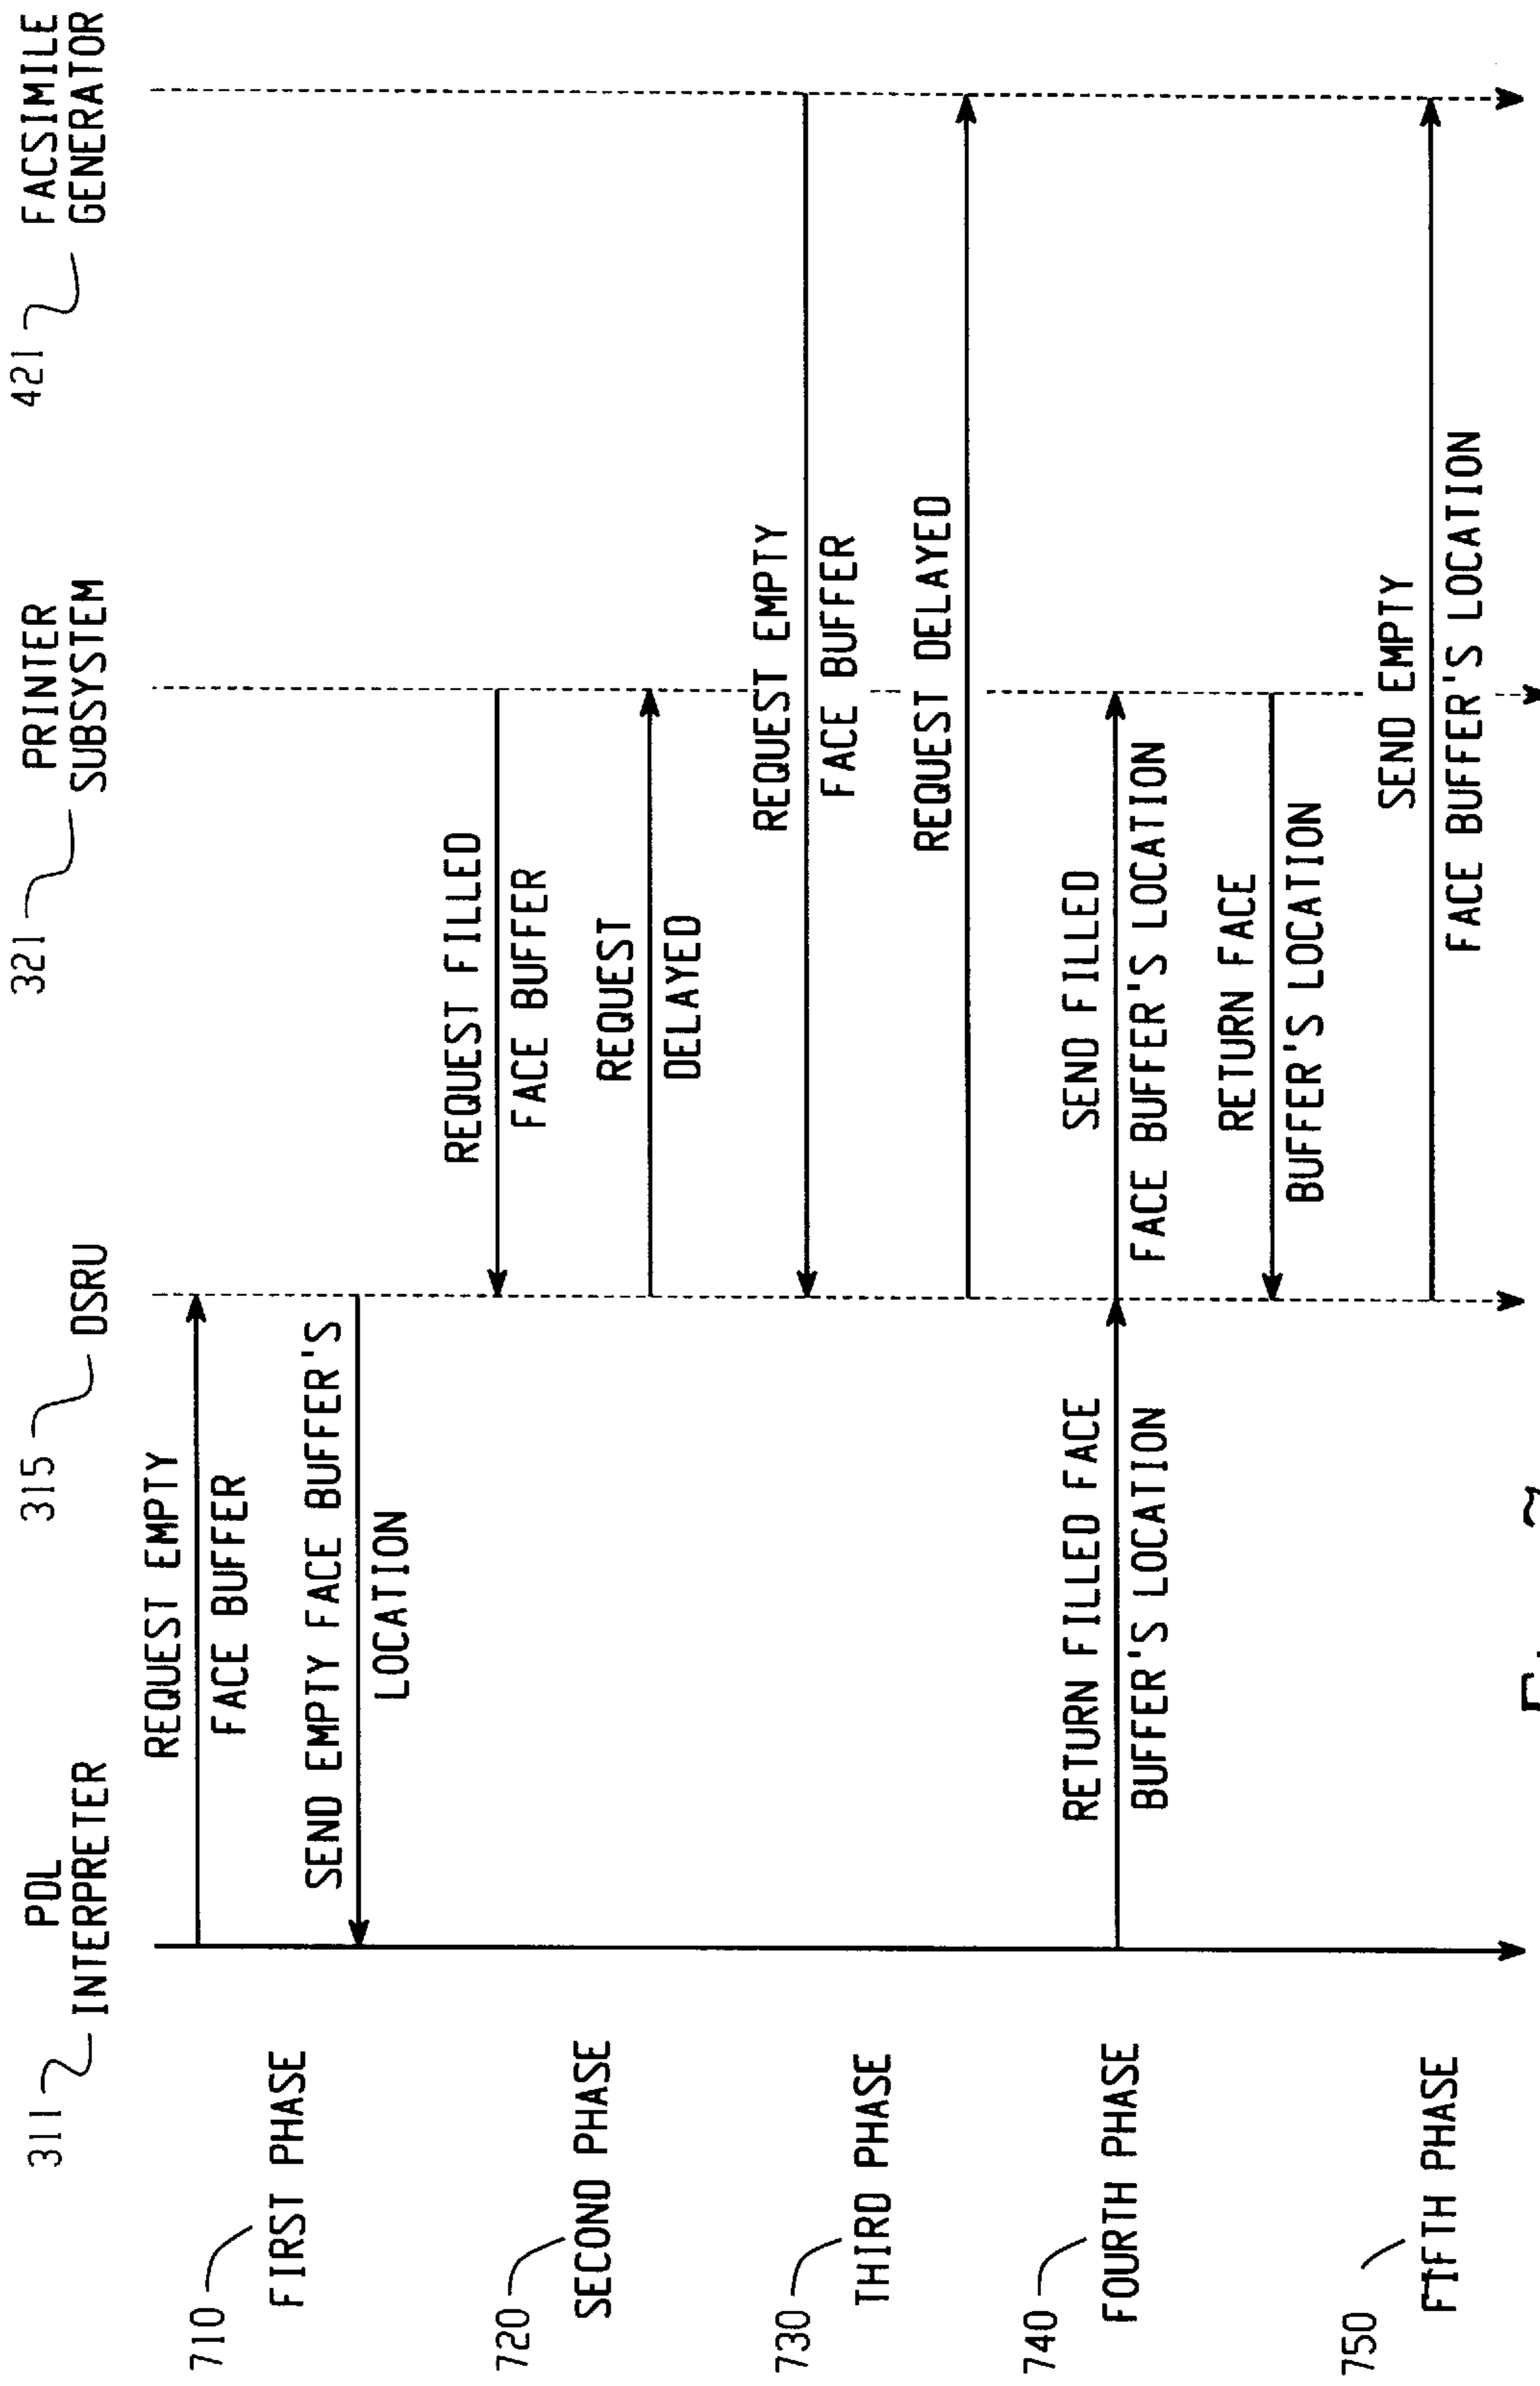 311
PDL
INTERPRETER
315
DSRU
321
PRINTER
SUBSYSTEM
421
FACSIMILE
GENERATOR
710
FIRST PHASE
REQUEST EMPTY
FACE BUFFER
SEND EMPTY FACE BUFFER'S
LOCATION
720
SECOND PHASE
REQUEST FILLED
FACE BUFFER
REQUEST
DELAYED
730
THIRD PHASE
REQUEST EMPTY
FACE BUFFER
REQUEST DELAYED
740
FOURTH PHASE
RETURN FILLED FACE
BUFFER'S LOCATION
SEND FILLED
FACE BUFFER'S LOCATION
RETURN FACE
BUFFER'S LOCATION
750
FIFTH PHASE
SEND EMPTY
FACE BUFFER'S LOCATION